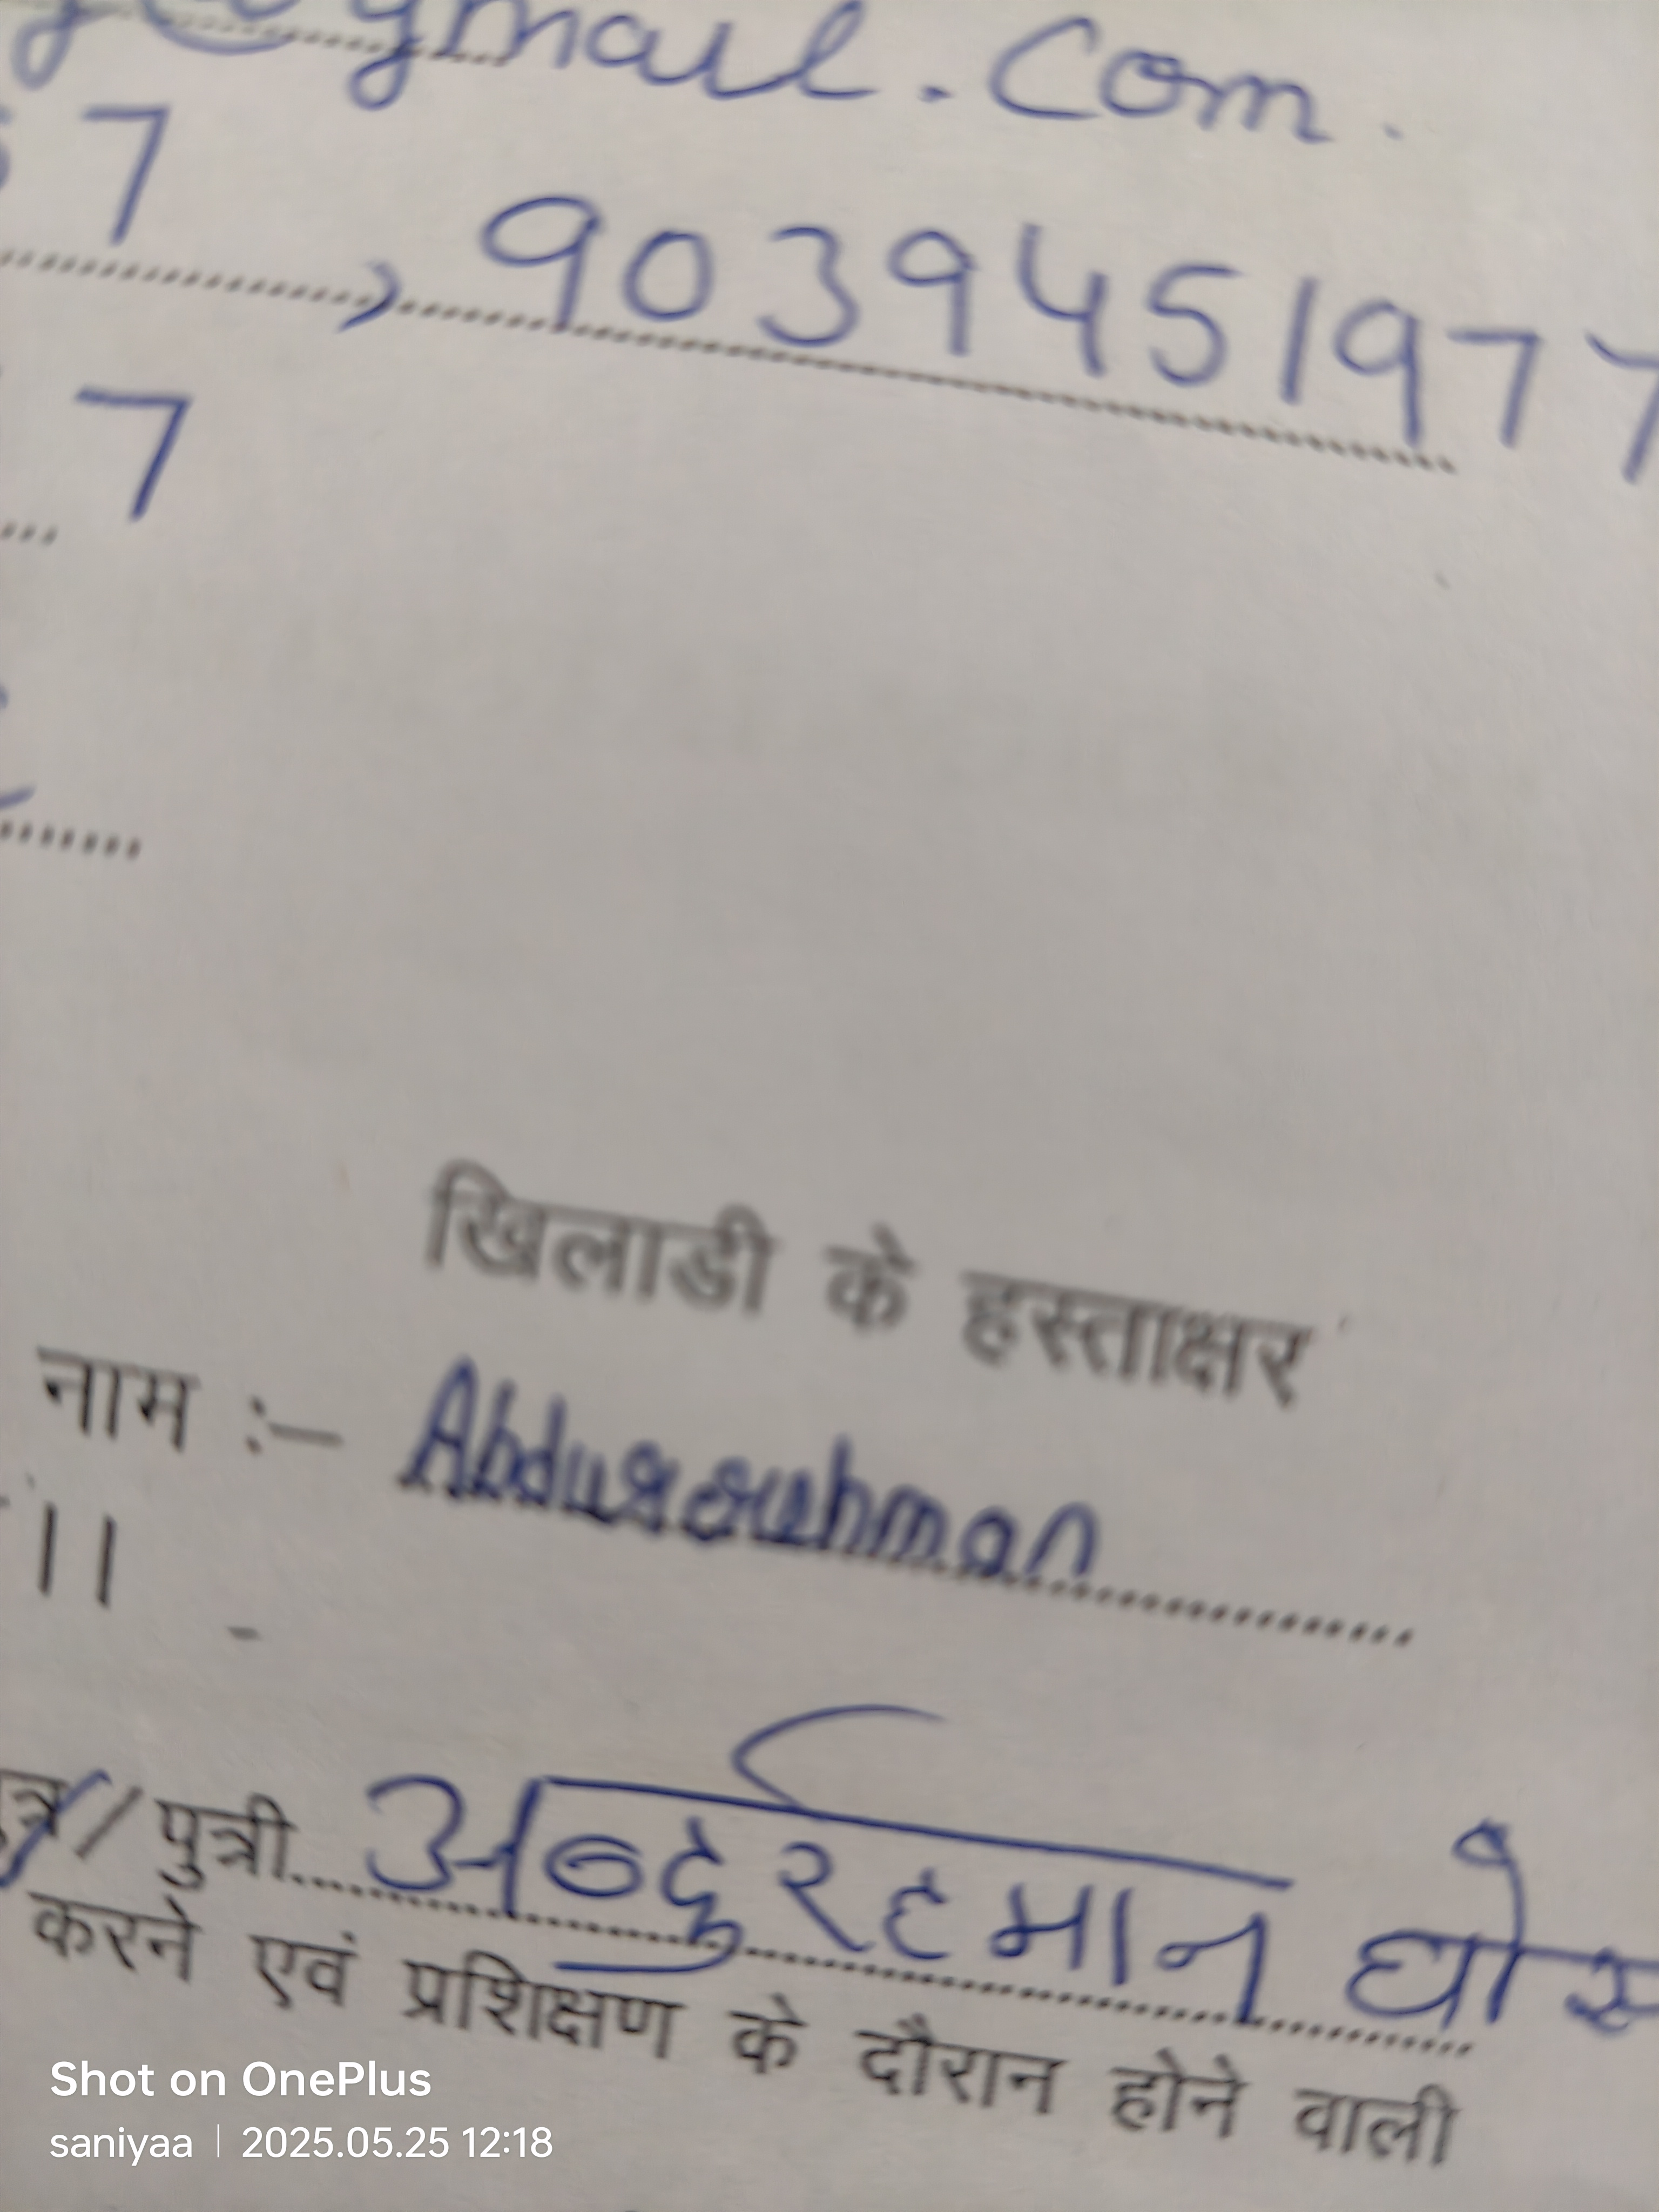 @gmail.com.
7, 9039451977
7
खिलाडी के हस्ताक्षर
नाम :-
।।
/ पुत्री... अब्दुरहमान घोस
करने एवं प्रशिक्षण के दौरान होने वाली
Shot on OnePlus
saniyaa | 2025.05.25 12:18